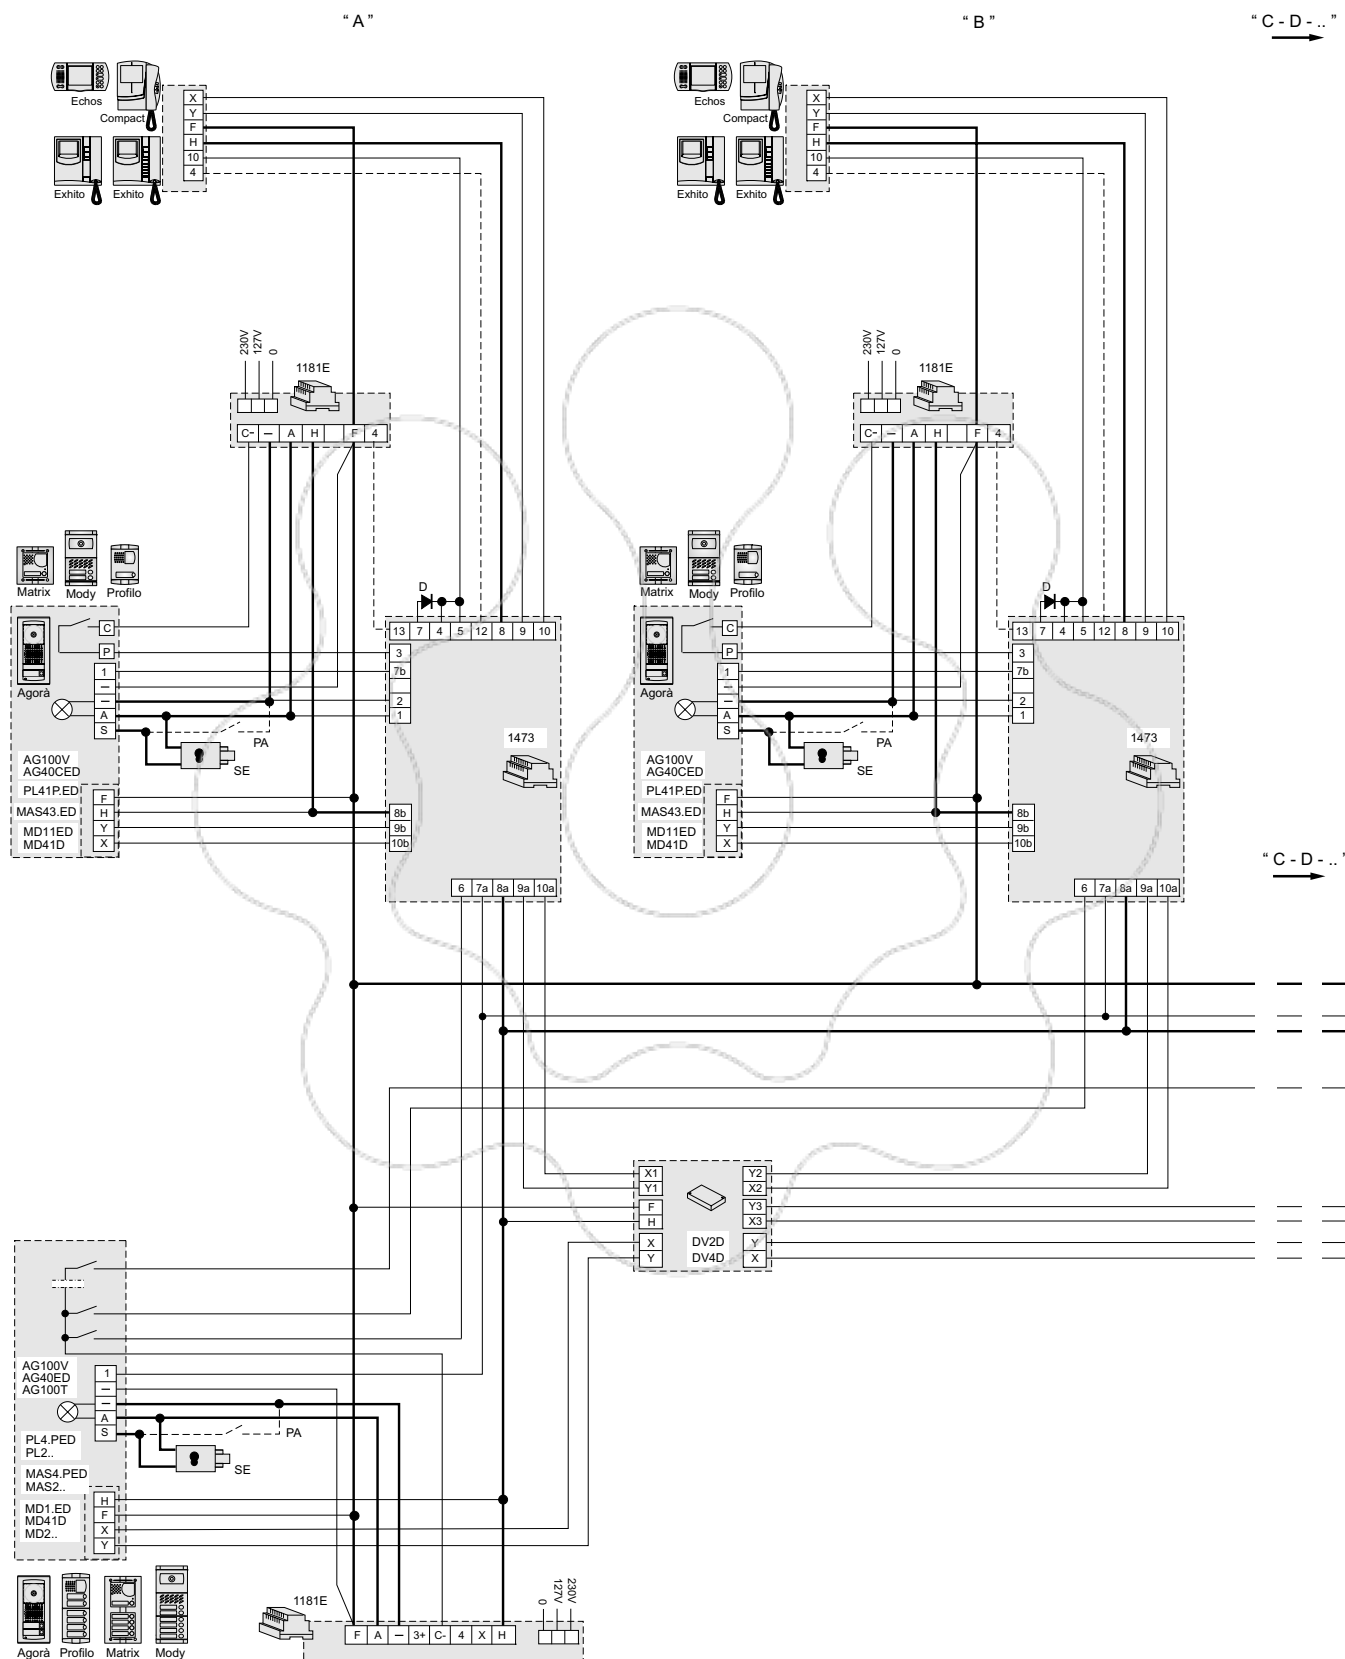 “ A ”
“ B ”
“ C - D - .. ”
Echos
Compact
Exhito
Exhito
X
Y
F
H
10
4
Echos
Compact
Exhito
Exhito
X
Y
F
H
10
4
230V
127V
0
1181E
C- — A H F 4
230V
127V
0
1181E
C- — A H F 4
Matrix Mody Profilo
Agorà
C
P
1
—
—
A
S
PA
SE
AG100V
AG40CED
PL41P.ED
MAS43.ED
MD11ED
MD41D
F
H
Y
X
D
13 7 4 5 12 8 9 10
3
7b
2
1
1473
8b
9b
10b
6 7a 8a 9a 10a
Matrix Mody Profilo
Agorà
C
P
1
—
—
A
S
PA
SE
AG100V
AG40CED
PL41P.ED
MAS43.ED
MD11ED
MD41D
F
H
Y
X
D
13 7 4 5 12 8 9 10
3
7b
2
1
1473
8b
9b
10b
6 7a 8a 9a 10a
“ C - D - .. ”
X1
Y1
F
H
X
Y
DV2D
DV4D
Y2
X2
Y3
X3
Y
X
AG100V
AG40ED
AG100T
1
—
—
A
S
PA
SE
PL4.PED
PL2..
MAS4.PED
MAS2..
MD1.ED
MD41D
MD2..
H
F
X
Y
Agorà Profilo Matrix Mody
1181E
F A — 3+ C- 4 X H
0
127V
230V